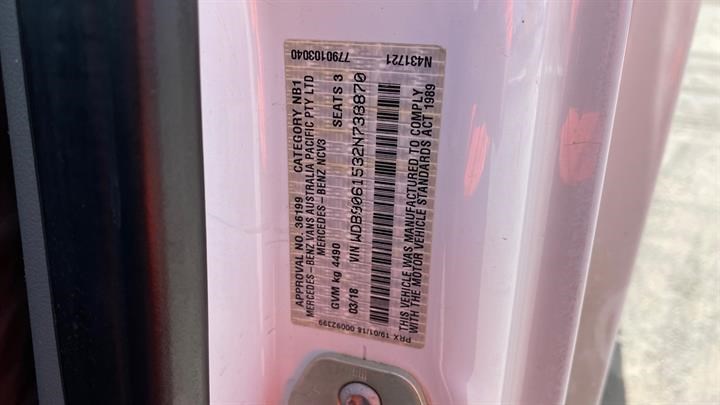 7790103040 N431721
APPROVAL NO. 36199 CATEGORY NB1
MERCEDES-BENZ VANS AUSTRALIA PACIFIC PTY LTD
MERCEDES-BENZ NCV3
GVM kg 4490 SEATS 3
VIN WDB9061532N738870
03/18
THIS VEHICLE WAS MANUFACTURED TO COMPLY
WITH THE MOTOR VEHICLE STANDARDS ACT 1989
PRX 19/01/18 00092399